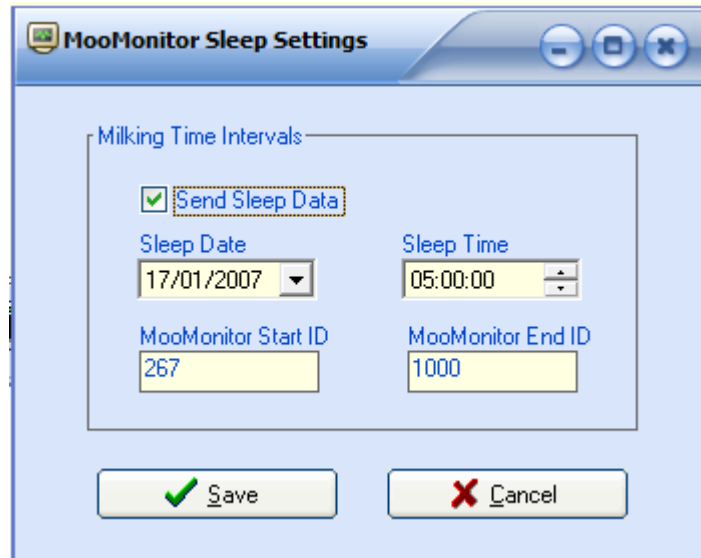 MooMonitor Sleep Settings
Milking Time Intervals
Send Sleep Data
Sleep Date Sleep Time
17/01/2007 05:00:00
MooMonitor Start ID MooMonitor End ID
267 1000
Save Cancel